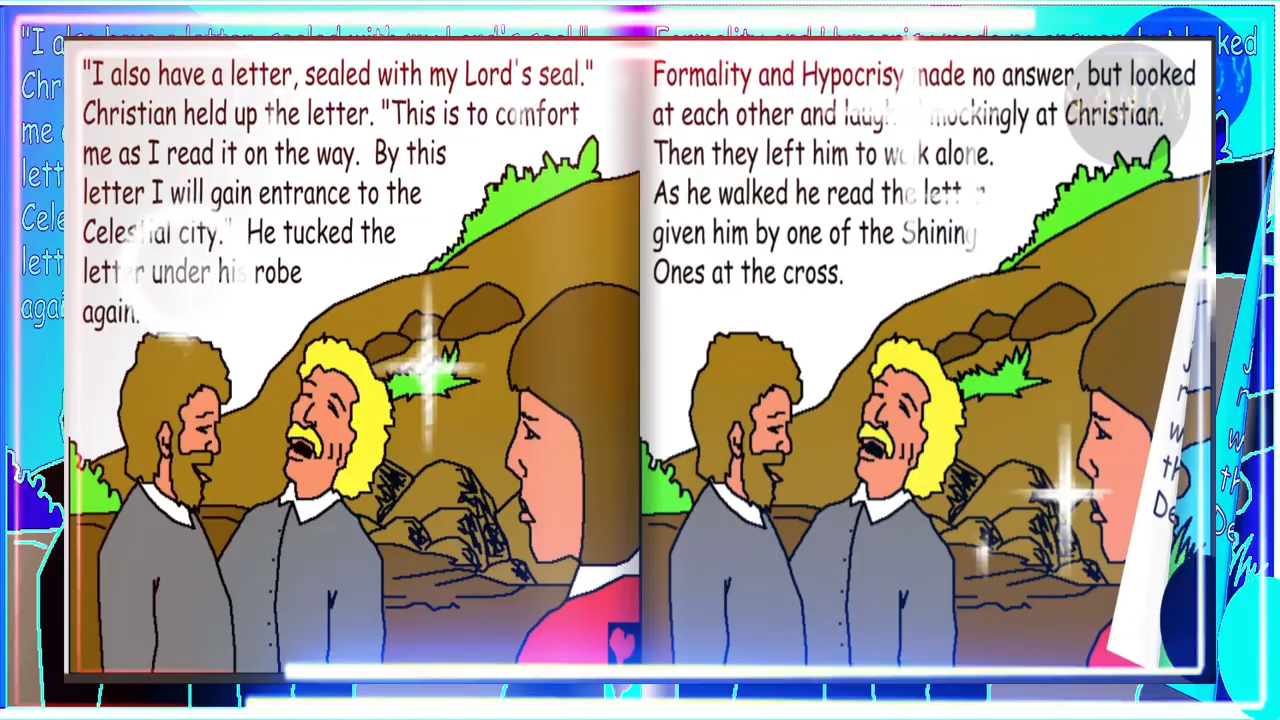 "I also have a letter, sealed with my Lord's seal."
Christian held up the letter. "This is to comfort
me as I read it on the way. By this
letter I will gain entrance to the
Celestial city." He tucked the
letter under his robe
again.
Formality and Hypocrisy made no answer, but looked
at each other and mockingly at Christian.
Then they left him to walk alone.
As he walked he read the letter
given him by one of the Shining
Ones at the cross.